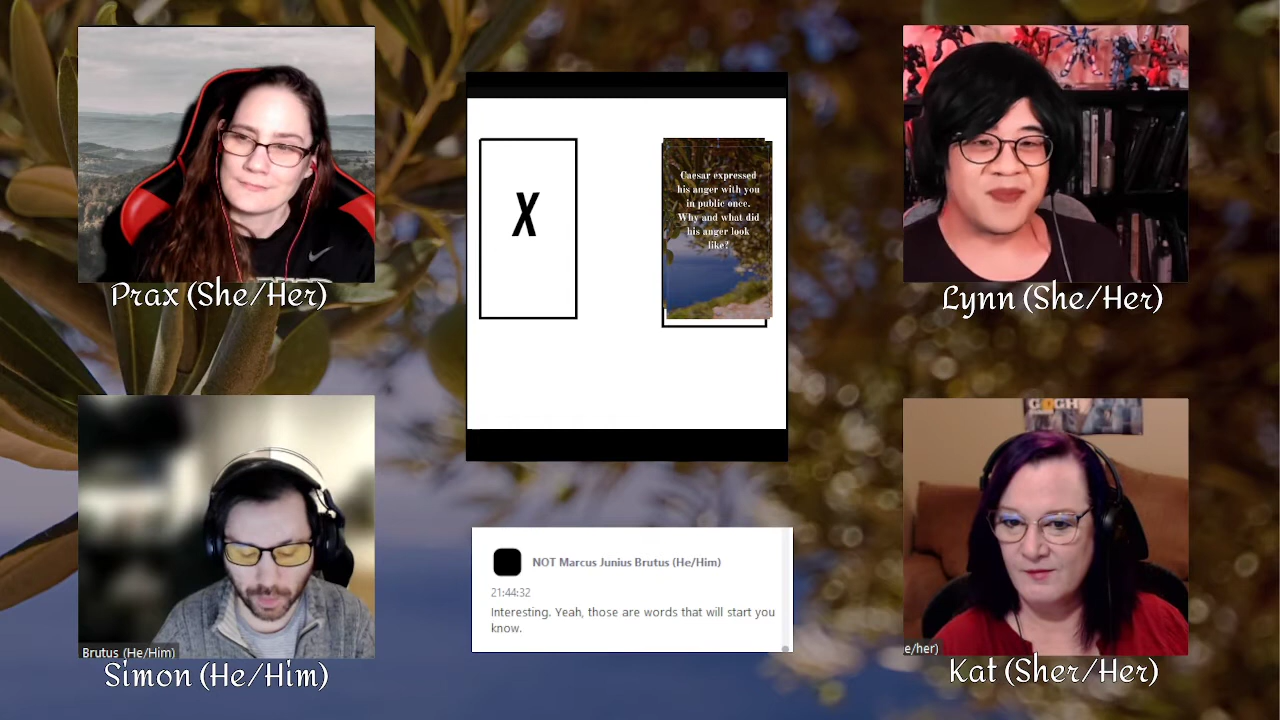 GOGH
X
Caesar expressed
his anger with you
in public once.
Why and what did
his anger look
like?
Prax (She/Her)
Lynn (She/Her)
NOT Marcus Junius Brutus (He/Him)
21:44:32
Interesting. Yeah, those are words that will start you
know.
Brutus (He/Him)
e/her)
Simon (He/Him)
Kat (Sher/Her)